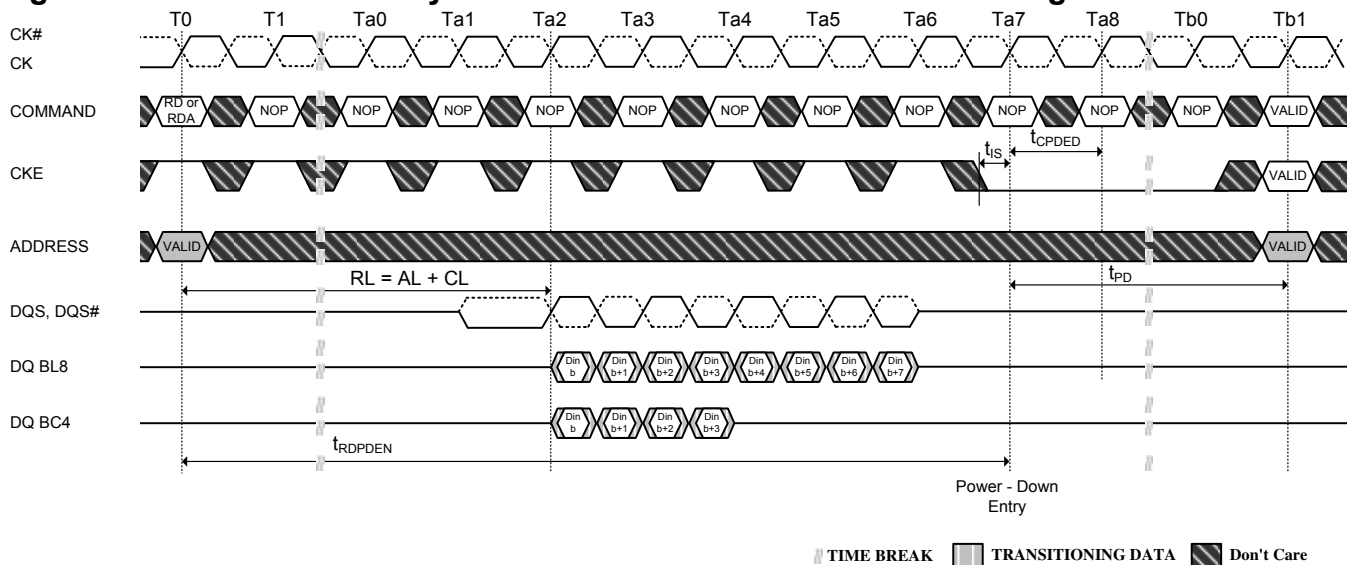 T0 T1 Ta0 Ta1 Ta2 Ta3 Ta4 Ta5 Ta6 Ta7 Ta8 Tb0 Tb1
CK#
CK
COMMAND
RD or
RDA
NOP NOP NOP NOP NOP NOP NOP NOP NOP NOP NOP VALID
tIS
tCPDED
CKE
VALID
ADDRESS
VALID
VALID
RL = AL + CL
tPD
DQS, DQS#
DQ BL8
Din
b
Din
b+1
Din
b+2
Din
b+3
Din
b+4
Din
b+5
Din
b+6
Din
b+7
DQ BC4
Din
b
Din
b+1
Din
b+2
Din
b+3
tRDPDEN
Power - Down
Entry
TIME BREAK
TRANSITIONING DATA
Don't Care